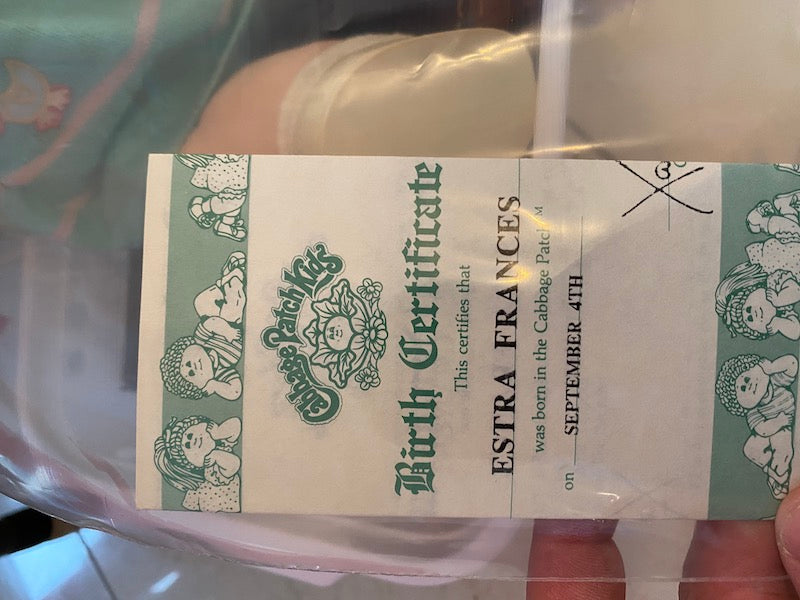 Cabbage Patch Kids
Birth Certificate
This certifies that
ESTRA FRANCES
was born in the Cabbage Patch™
on SEPTEMBER 4TH